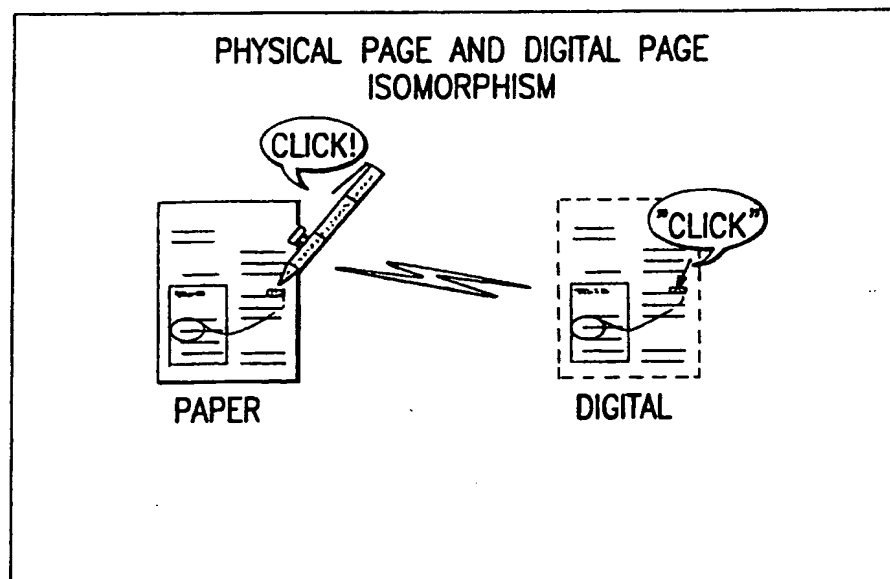 PHYSICAL PAGE AND DIGITAL PAGE
ISOMORPHISM
CLICK!
"CLICK"
PAPER
DIGITAL